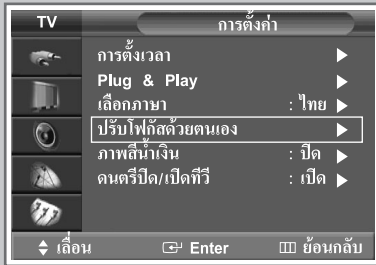 TV การตั้งค่า
การตั้งเวลา ▶
Plug & Play ▶
เลือกภาษา : ไทย ▶
ปรับโฟกัสด้วยตนเอง ▶
ภาพสีน้ำเงิน : ปิด ▶
ดนตรีปิด/เปิดทีวี : เปิด ▶
เลื่อน Enter ย้อนกลับ